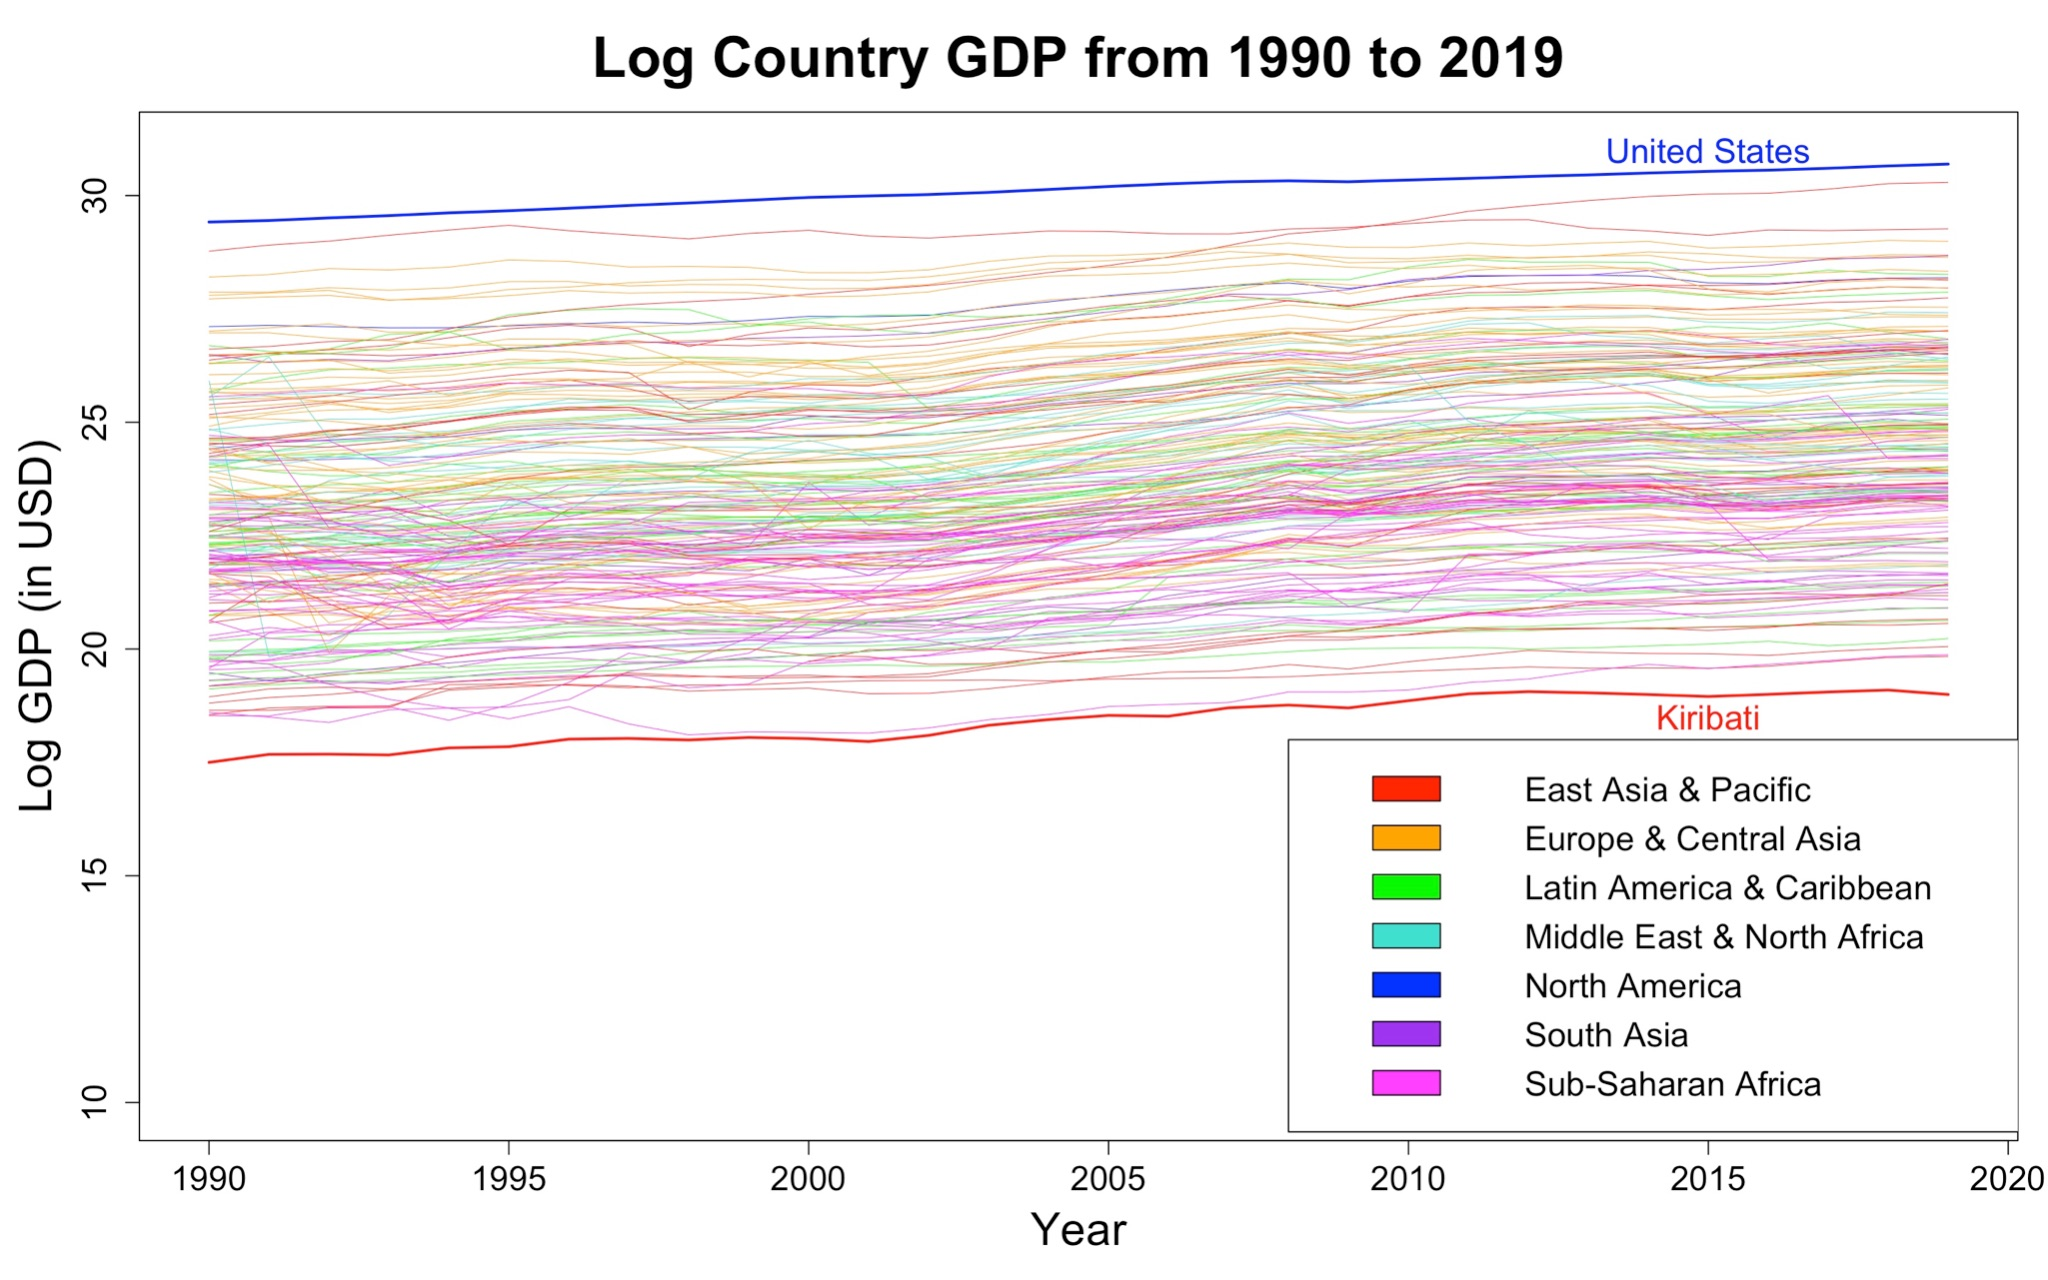 Log Country GDP from 1990 to 2019
United States
Kiribati
Log GDP (in USD)
30
25
20
15
10
East Asia & Pacific
Europe & Central Asia
Latin America & Caribbean
Middle East & North Africa
North America
South Asia
Sub-Saharan Africa
1990 1995 2000 2005 2010 2015 2020
Year